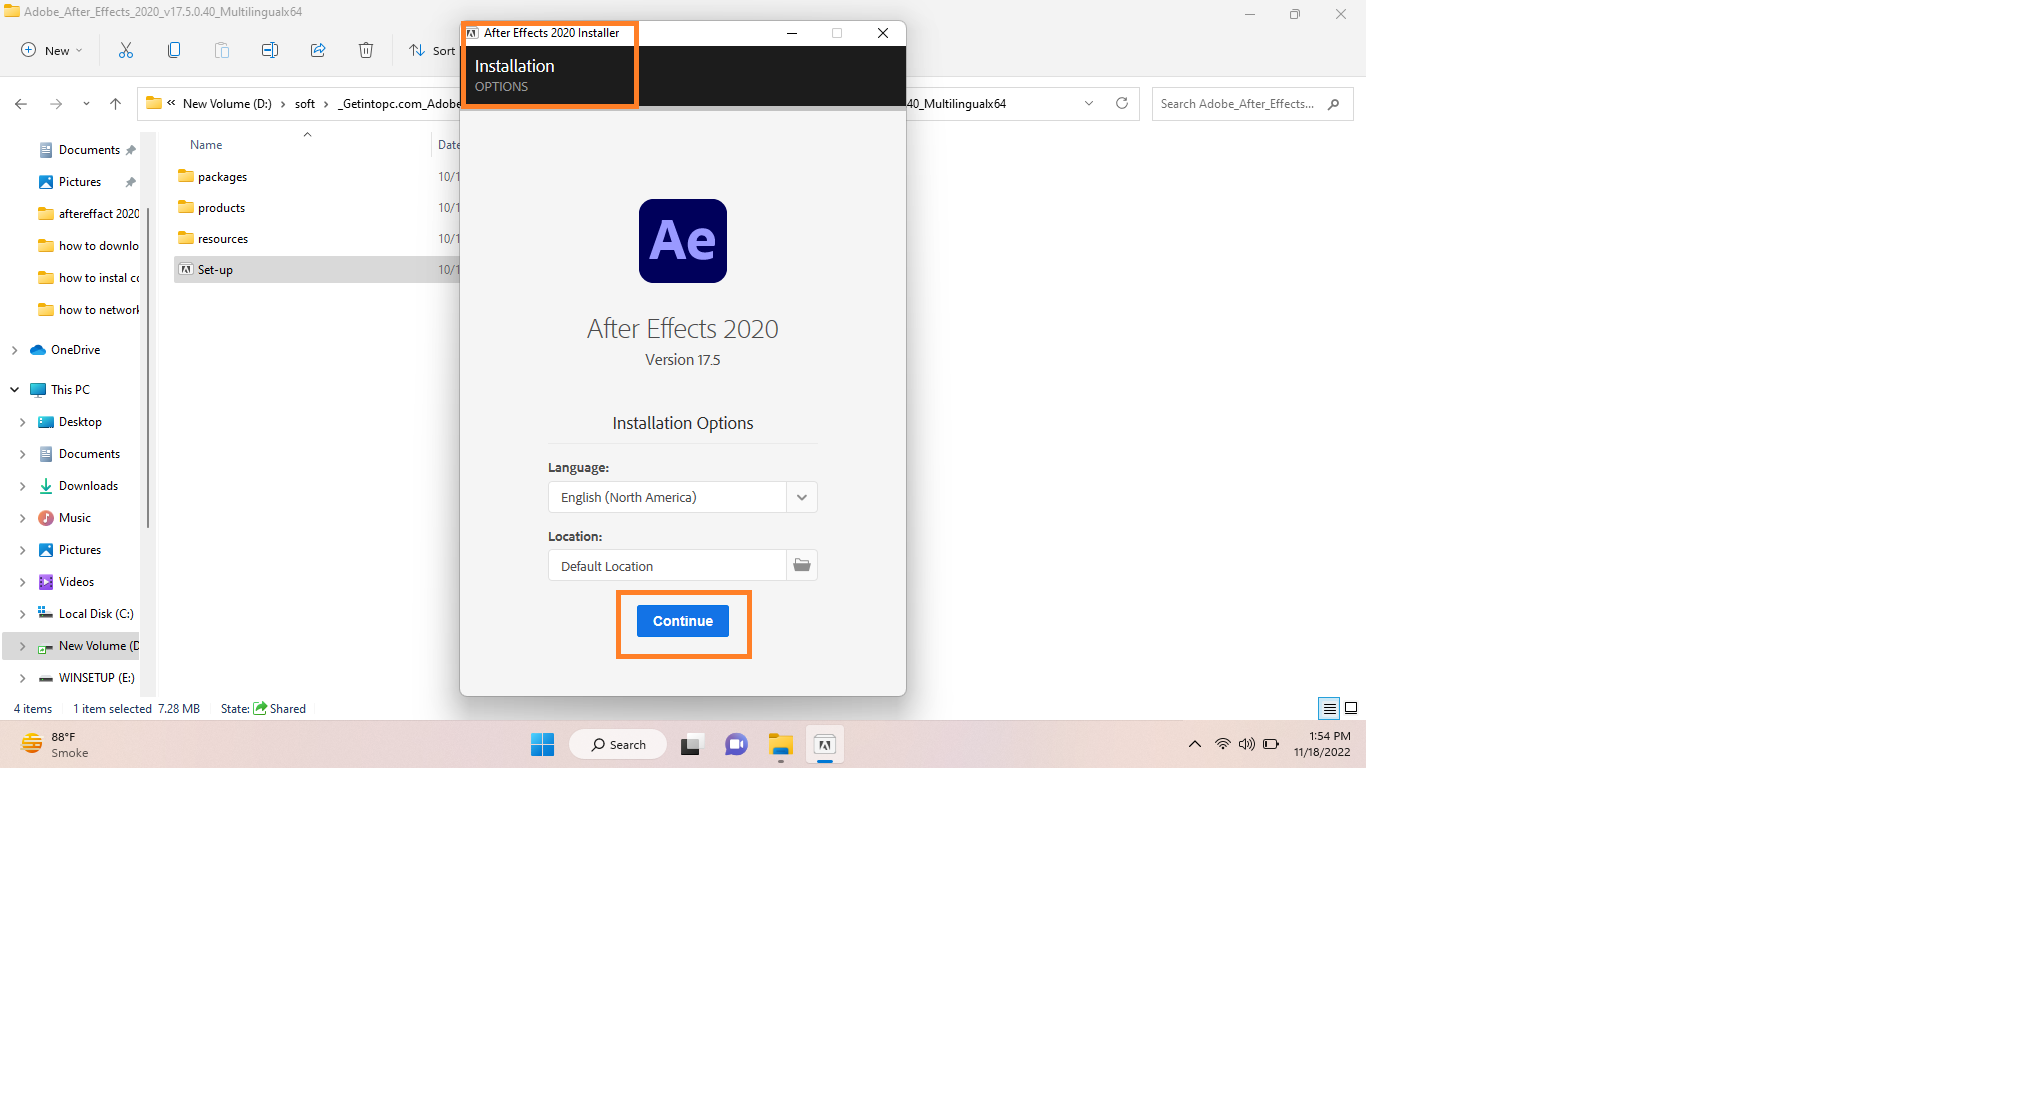 Adobe_After_Effects_2020_v17.5.0.40_Multilingualx64
New
Sort
New Volume (D:) soft _Getintopc.com_Adobe
40_Multilingualx64
Search Adobe_After_Effects...
Documents
Pictures
aftereffact 2020
how to downlo
how to instal co
how to network
OneDrive
This PC
Desktop
Documents
Downloads
Music
Pictures
Videos
Local Disk (C:)
New Volume (D
WINSETUP (E:)
Name Date
packages 10/1
products 10/1
resources 10/1
Set-up 10/1
After Effects 2020 Installer
Installation
OPTIONS
Ae
After Effects 2020
Version 17.5
Installation Options
Language:
English (North America)
Location:
Default Location
Continue
4 items 1 item selected 7.28 MB State: Shared
88°F
Smoke
Search
1:54 PM
11/18/2022